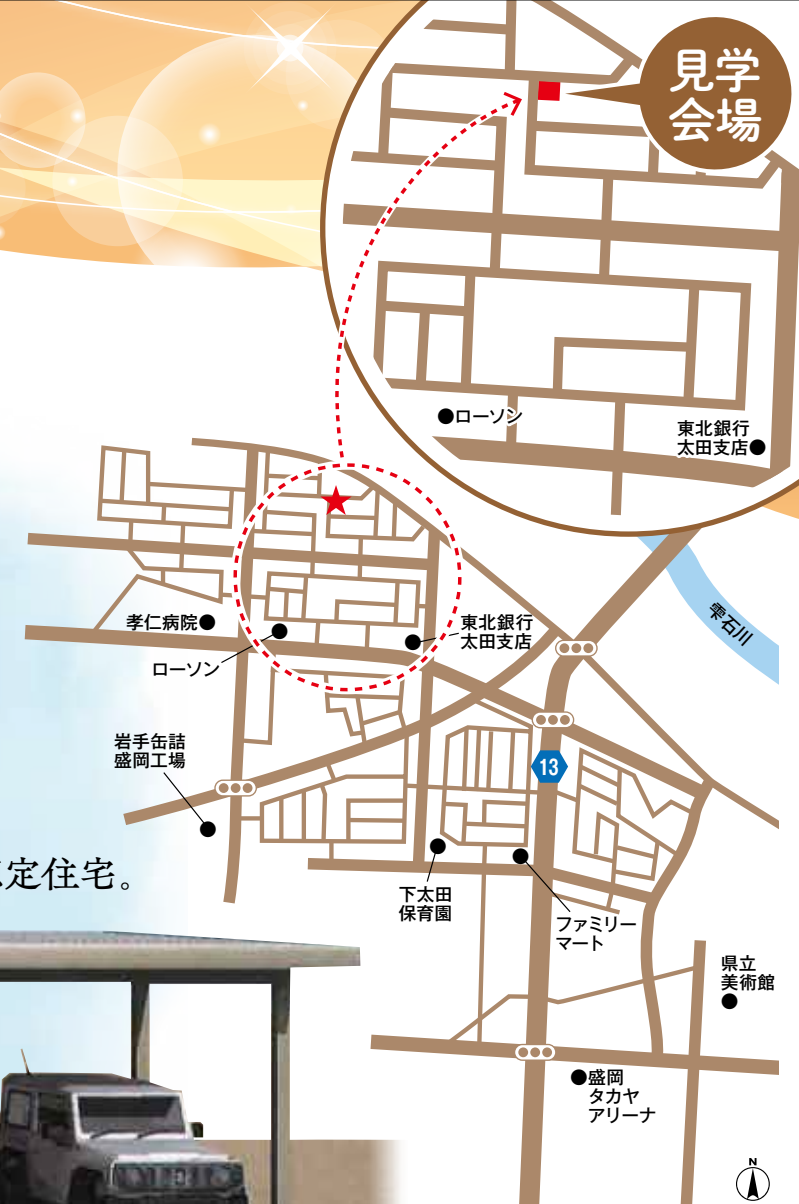 見学
会場
ローソン
東北銀行
太田支店
雫石川
孝仁病院
ローソン
東北銀行
太田支店
岩手缶詰
盛岡工場
13
定住宅。
下太田
保育園
ファミリー
マート
県立
美術館
盛岡
タカヤ
アリーナ
N